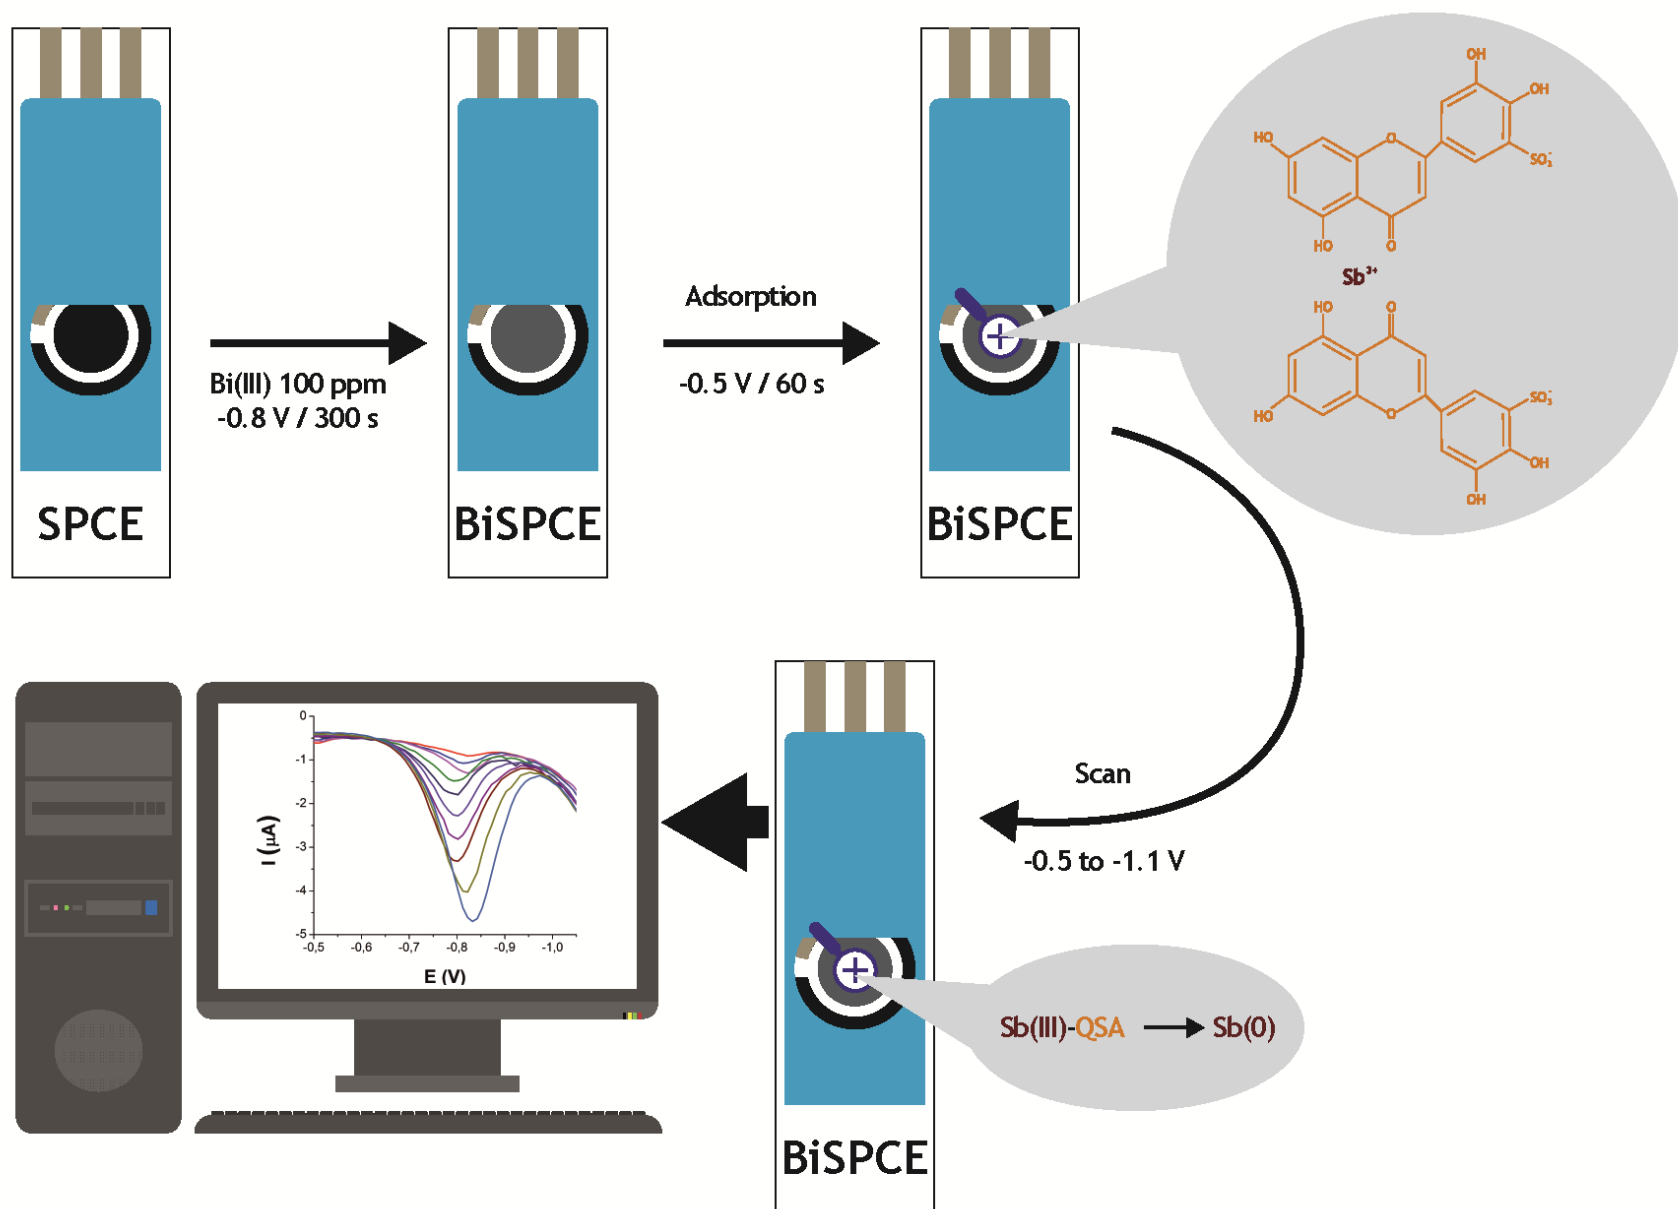 SPCE
Bi(III) 100 ppm
-0.8 V / 300 s
BiSPCE
Adsorption
-0.5 V / 60 s
BiSPCE
OH
OH
HO
O
SO₃⁻
HO
O
Sb³⁺
HO
O
SO₃⁻
HO
O
OH
OH
Scan
-0.5 to -1.1 V
Sb(III)-QSA → Sb(0)
BiSPCE
I (µA)
0
-1
-2
-3
-4
-5
-0,5 -0,6 -0,7 -0,8 -0,9 -1,0
E (V)